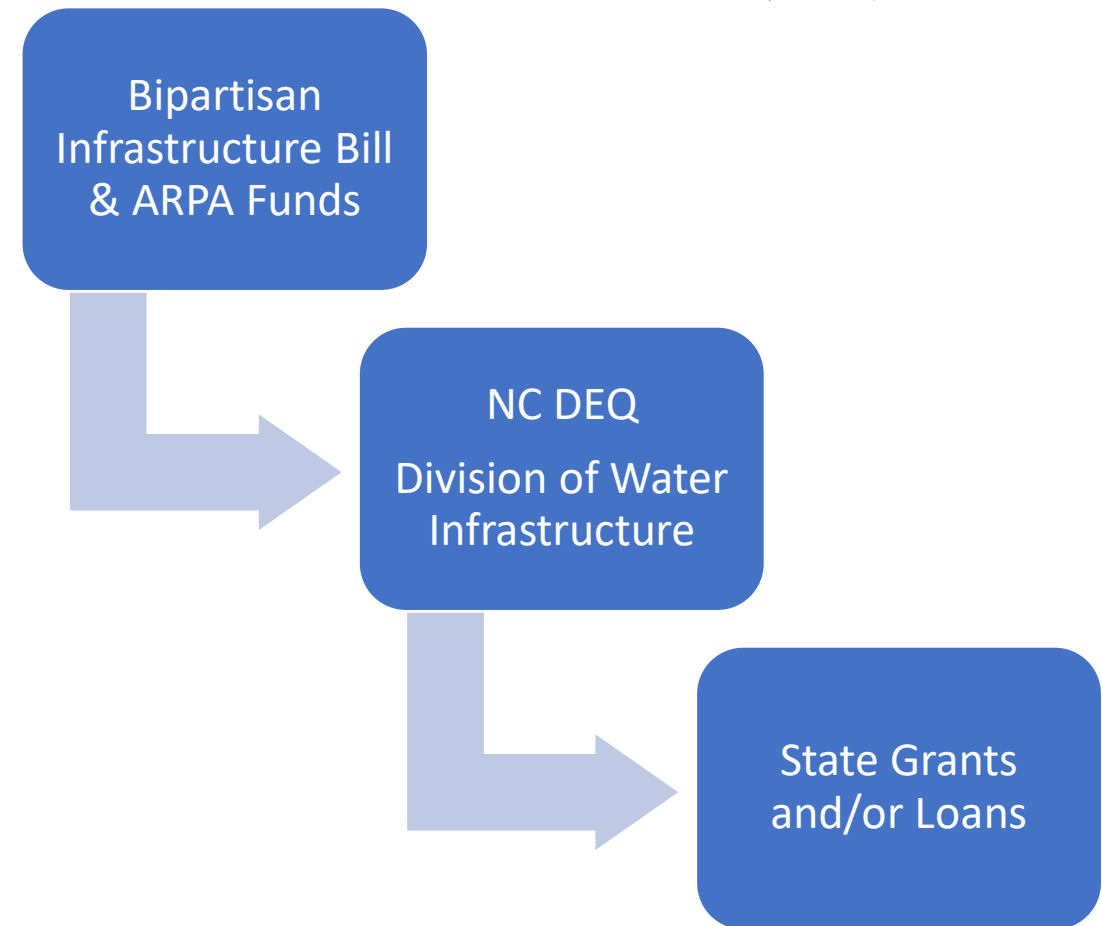 Bipartisan
Infrastructure Bill
& ARPA Funds
NC DEQ
Division of Water
Infrastructure
State Grants
and/or Loans